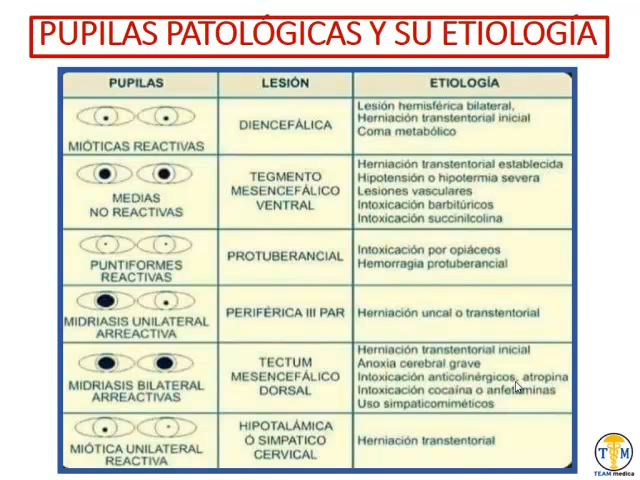 PUPILAS PATOLÓGICAS Y SU ETIOLOGÍA
PUPILAS
LESIÓN
ETIOLOGÍA
MIÓTICAS REACTIVAS
DIENCEFÁLICA
Lesión hemisférica bilateral,
Herniación transtentorial inicial
Coma metabólico
MEDIAS
NO REACTIVAS
TEGMENTO
MESENCEFÁLICO
VENTRAL
Herniación transtentorial establecida
Hipotensión o hipotermia severa
Lesiones vasculares
Intoxicación barbitúricos
Intoxicación succinilcolina
PUNTIFORMES
REACTIVAS
PROTUBERANCIAL
Intoxicación por opiáceos
Hemorragia protuberancial
MIDRIASIS UNILATERAL
ARREACTIVA
PERIFÉRICA III PAR
Herniación uncal o transtentorial
MIDRIASIS BILATERAL
ARREACTIVAS
TECTUM
MESENCEFÁLICO
DORSAL
Herniación transtentorial inicial
Anoxia cerebral grave
Intoxicación anticolinérgicos, atropina
Intoxicación cocaína o anfetaminas
Uso simpaticomiméticos
MIÓTICA UNILATERAL
REACTIVA
HIPOTALÁMICA
Ó SIMPATICO
CERVICAL
Herniación transtentorial
T M
TEAM medica